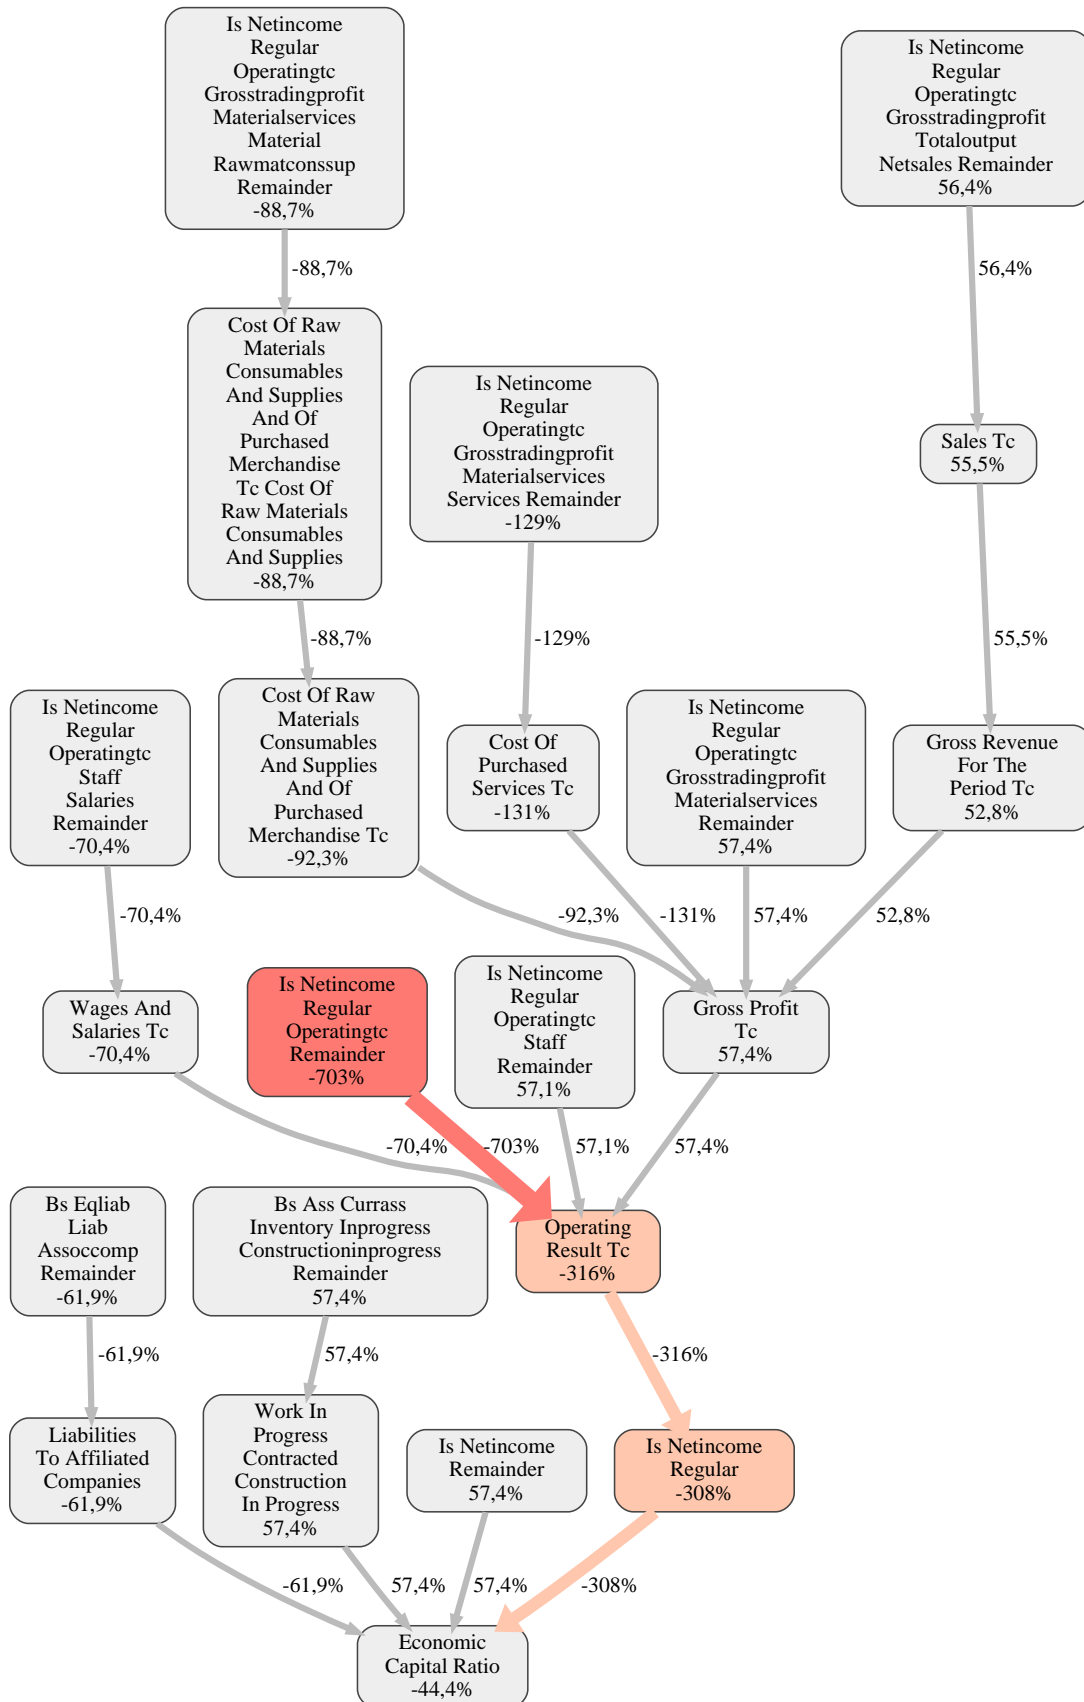 Is Netincome
Regular
Operatingtc
Grosstradingprofit
Materialservices
Material
Rawmatconssup
Remainder
-88,7%
Is Netincome
Regular
Operatingtc
Grosstradingprofit
Totaloutput
Netsales Remainder
56,4%
-88,7%
56,4%
Cost Of Raw
Materials
Consumables
And Supplies
And Of
Purchased
Merchandise
Tc Cost Of
Raw Materials
Consumables
And Supplies
-88,7%
Is Netincome
Regular
Operatingtc
Grosstradingprofit
Materialservices
Services Remainder
-129%
Sales Tc
55,5%
-88,7%
-129%
55,5%
Is Netincome
Regular
Operatingtc
Staff
Salaries
Remainder
-70,4%
Cost Of Raw
Materials
Consumables
And Supplies
And Of
Purchased
Merchandise Tc
-92,3%
Cost Of
Purchased
Services Tc
-131%
Is Netincome
Regular
Operatingtc
Grosstradingprofit
Materialservices
Remainder
57,4%
Gross Revenue
For The
Period Tc
52,8%
-70,4%
-92,3%
-131%
57,4%
52,8%
Wages And
Salaries Tc
-70,4%
Is Netincome
Regular
Operatingtc
Remainder
-703%
Is Netincome
Regular
Operatingtc
Staff
Remainder
57,1%
Gross Profit
Tc
57,4%
-70,4%
-703%
57,1%
57,4%
Bs Eqliab
Liab
Assoccomp
Remainder
-61,9%
Bs Ass Currass
Inventory Inprogress
Constructioninprogress
Remainder
57,4%
Operating
Result Tc
-316%
-61,9%
57,4%
-316%
Liabilities
To Affiliated
Companies
-61,9%
Work In
Progress
Contracted
Construction
In Progress
57,4%
Is Netincome
Remainder
57,4%
Is Netincome
Regular
-308%
-61,9%
57,4%
57,4%
-308%
Economic
Capital Ratio
-44,4%